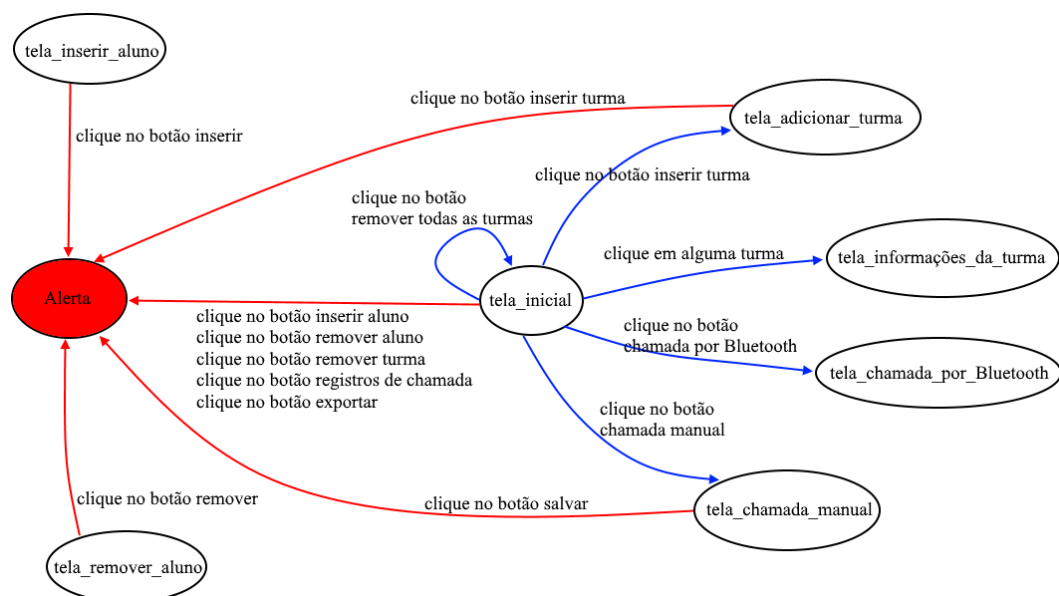 tela_inserir_aluno
clique no botão inserir
clique no botão inserir turma
tela_adicionar_turma
clique no botão inserir turma
clique no botão
remover todas as turmas
clique em alguma turma
tela_informações_da_turma
Alerta
tela_inicial
clique no botão inserir aluno
clique no botão remover aluno
clique no botão remover turma
clique no botão registros de chamada
clique no botão exportar
clique no botão
chamada por Bluetooth
tela_chamada_por_Bluetooth
clique no botão
chamada manual
clique no botão remover
clique no botão salvar
tela_chamada_manual
tela_remover_aluno